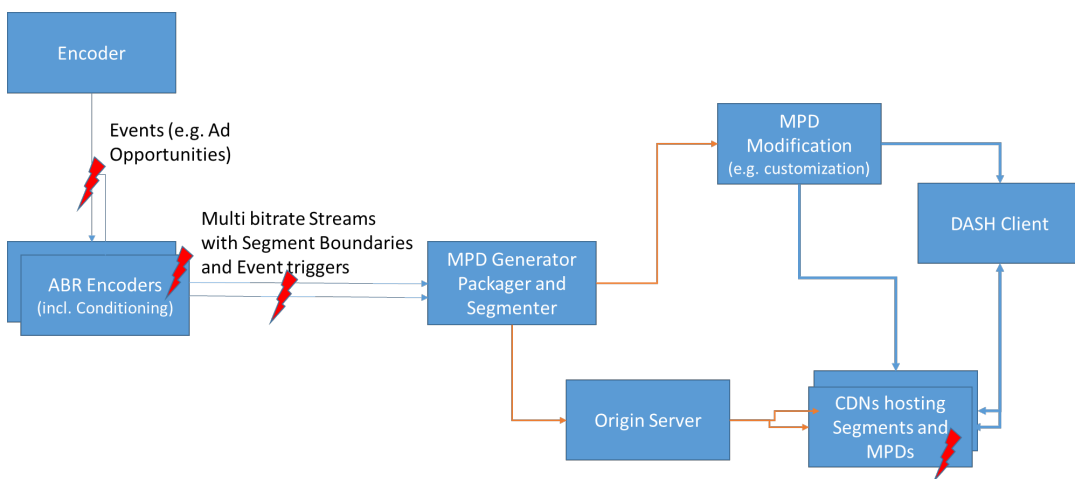 Encoder
Events (e.g. Ad
Opportunities)
MPD
Modification
(e.g. customization)
Multi bitrate Streams
with Segment Boundaries
and Event triggers
DASH Client
ABR Encoders
(incl. Conditioning)
MPD Generator
Packager and
Segmenter
Origin Server
CDNs hosting
Segments and
MPDs